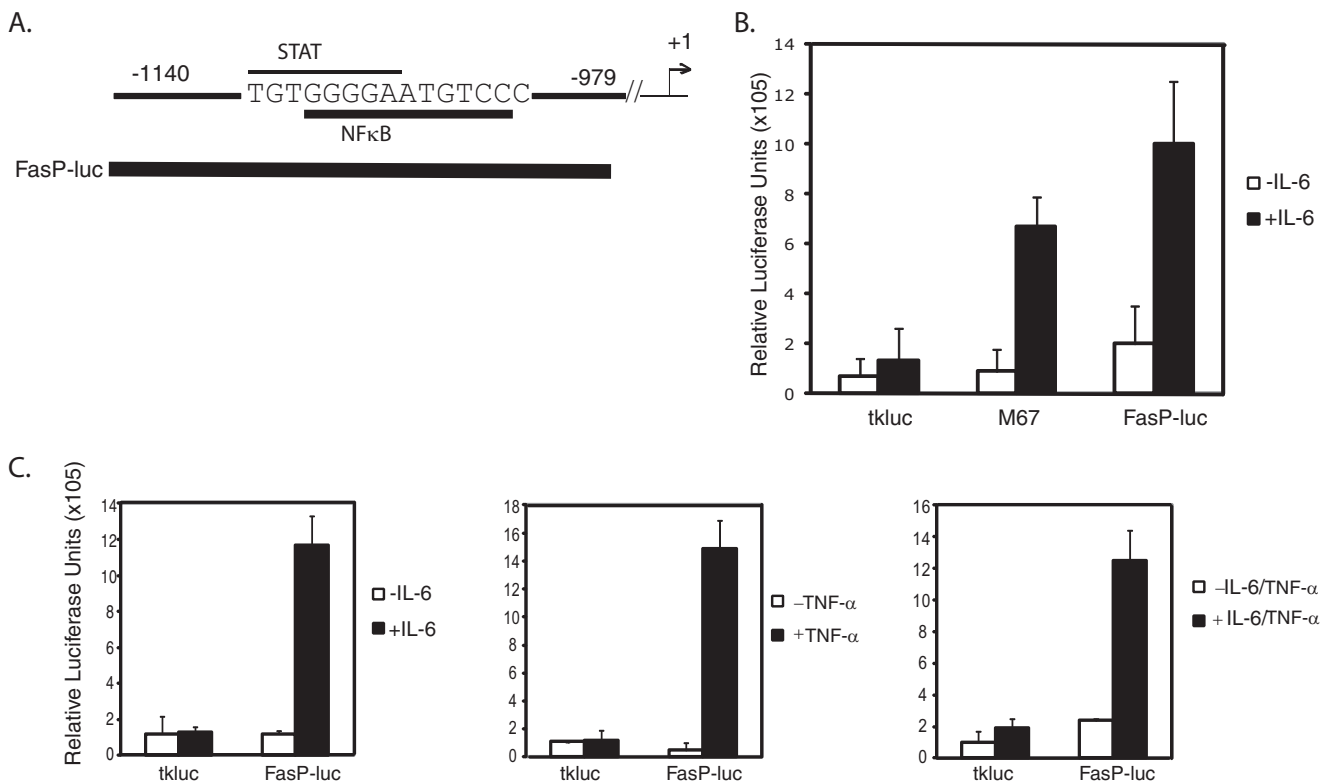 A.
STAT
+1
-1140
-979
TGTGGGGAATGTCCC
//
NFκB
FasP-luc
B.
Relative Luciferase Units (x105)
14
12
10
8
6
4
2
0
tkluc M67 FasP-luc
-IL-6
+IL-6
C.
Relative Luciferase Units (x105)
14
12
10
8
6
4
2
0
tkluc FasP-luc
-IL-6
+IL-6
18
16
14
12
10
8
6
4
2
0
tkluc FasP-luc
–TNF-α
+TNF-α
16
14
12
10
8
6
4
2
0
tkluc FasP-luc
–IL-6/TNF-α
+ IL-6/TNF-α